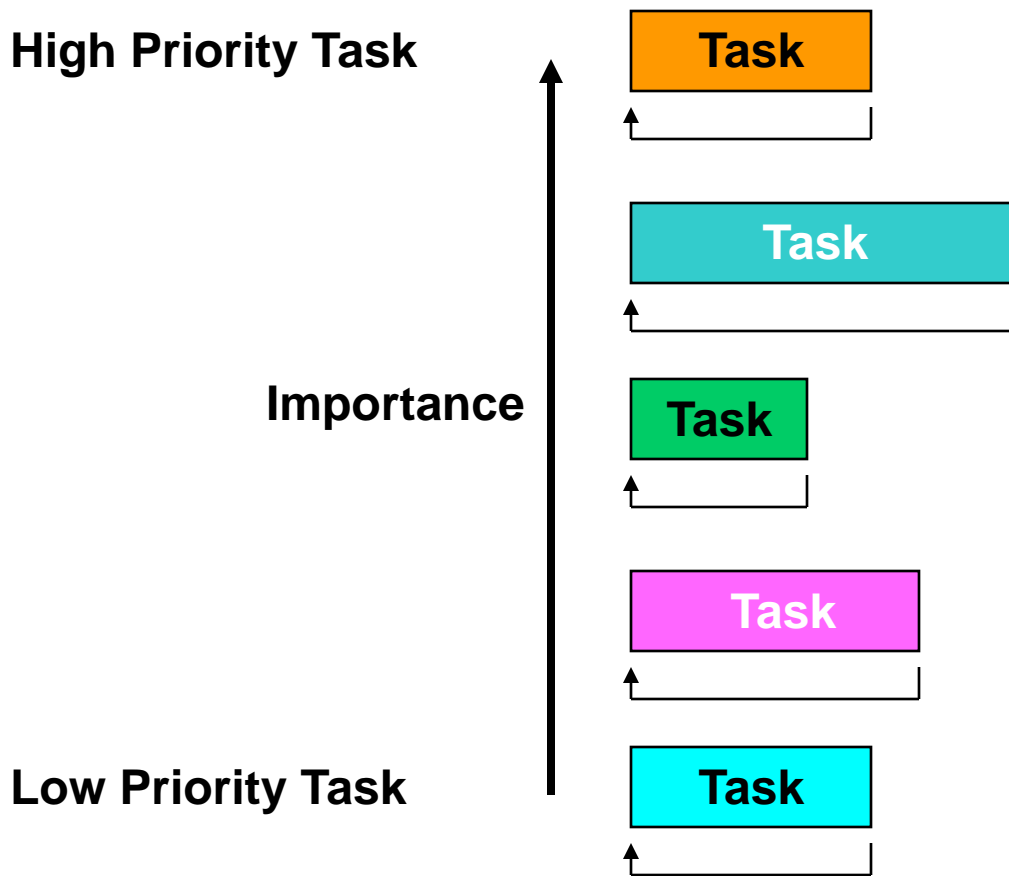 High Priority Task
Task
Task
Importance
Task
Task
Low Priority Task
Task